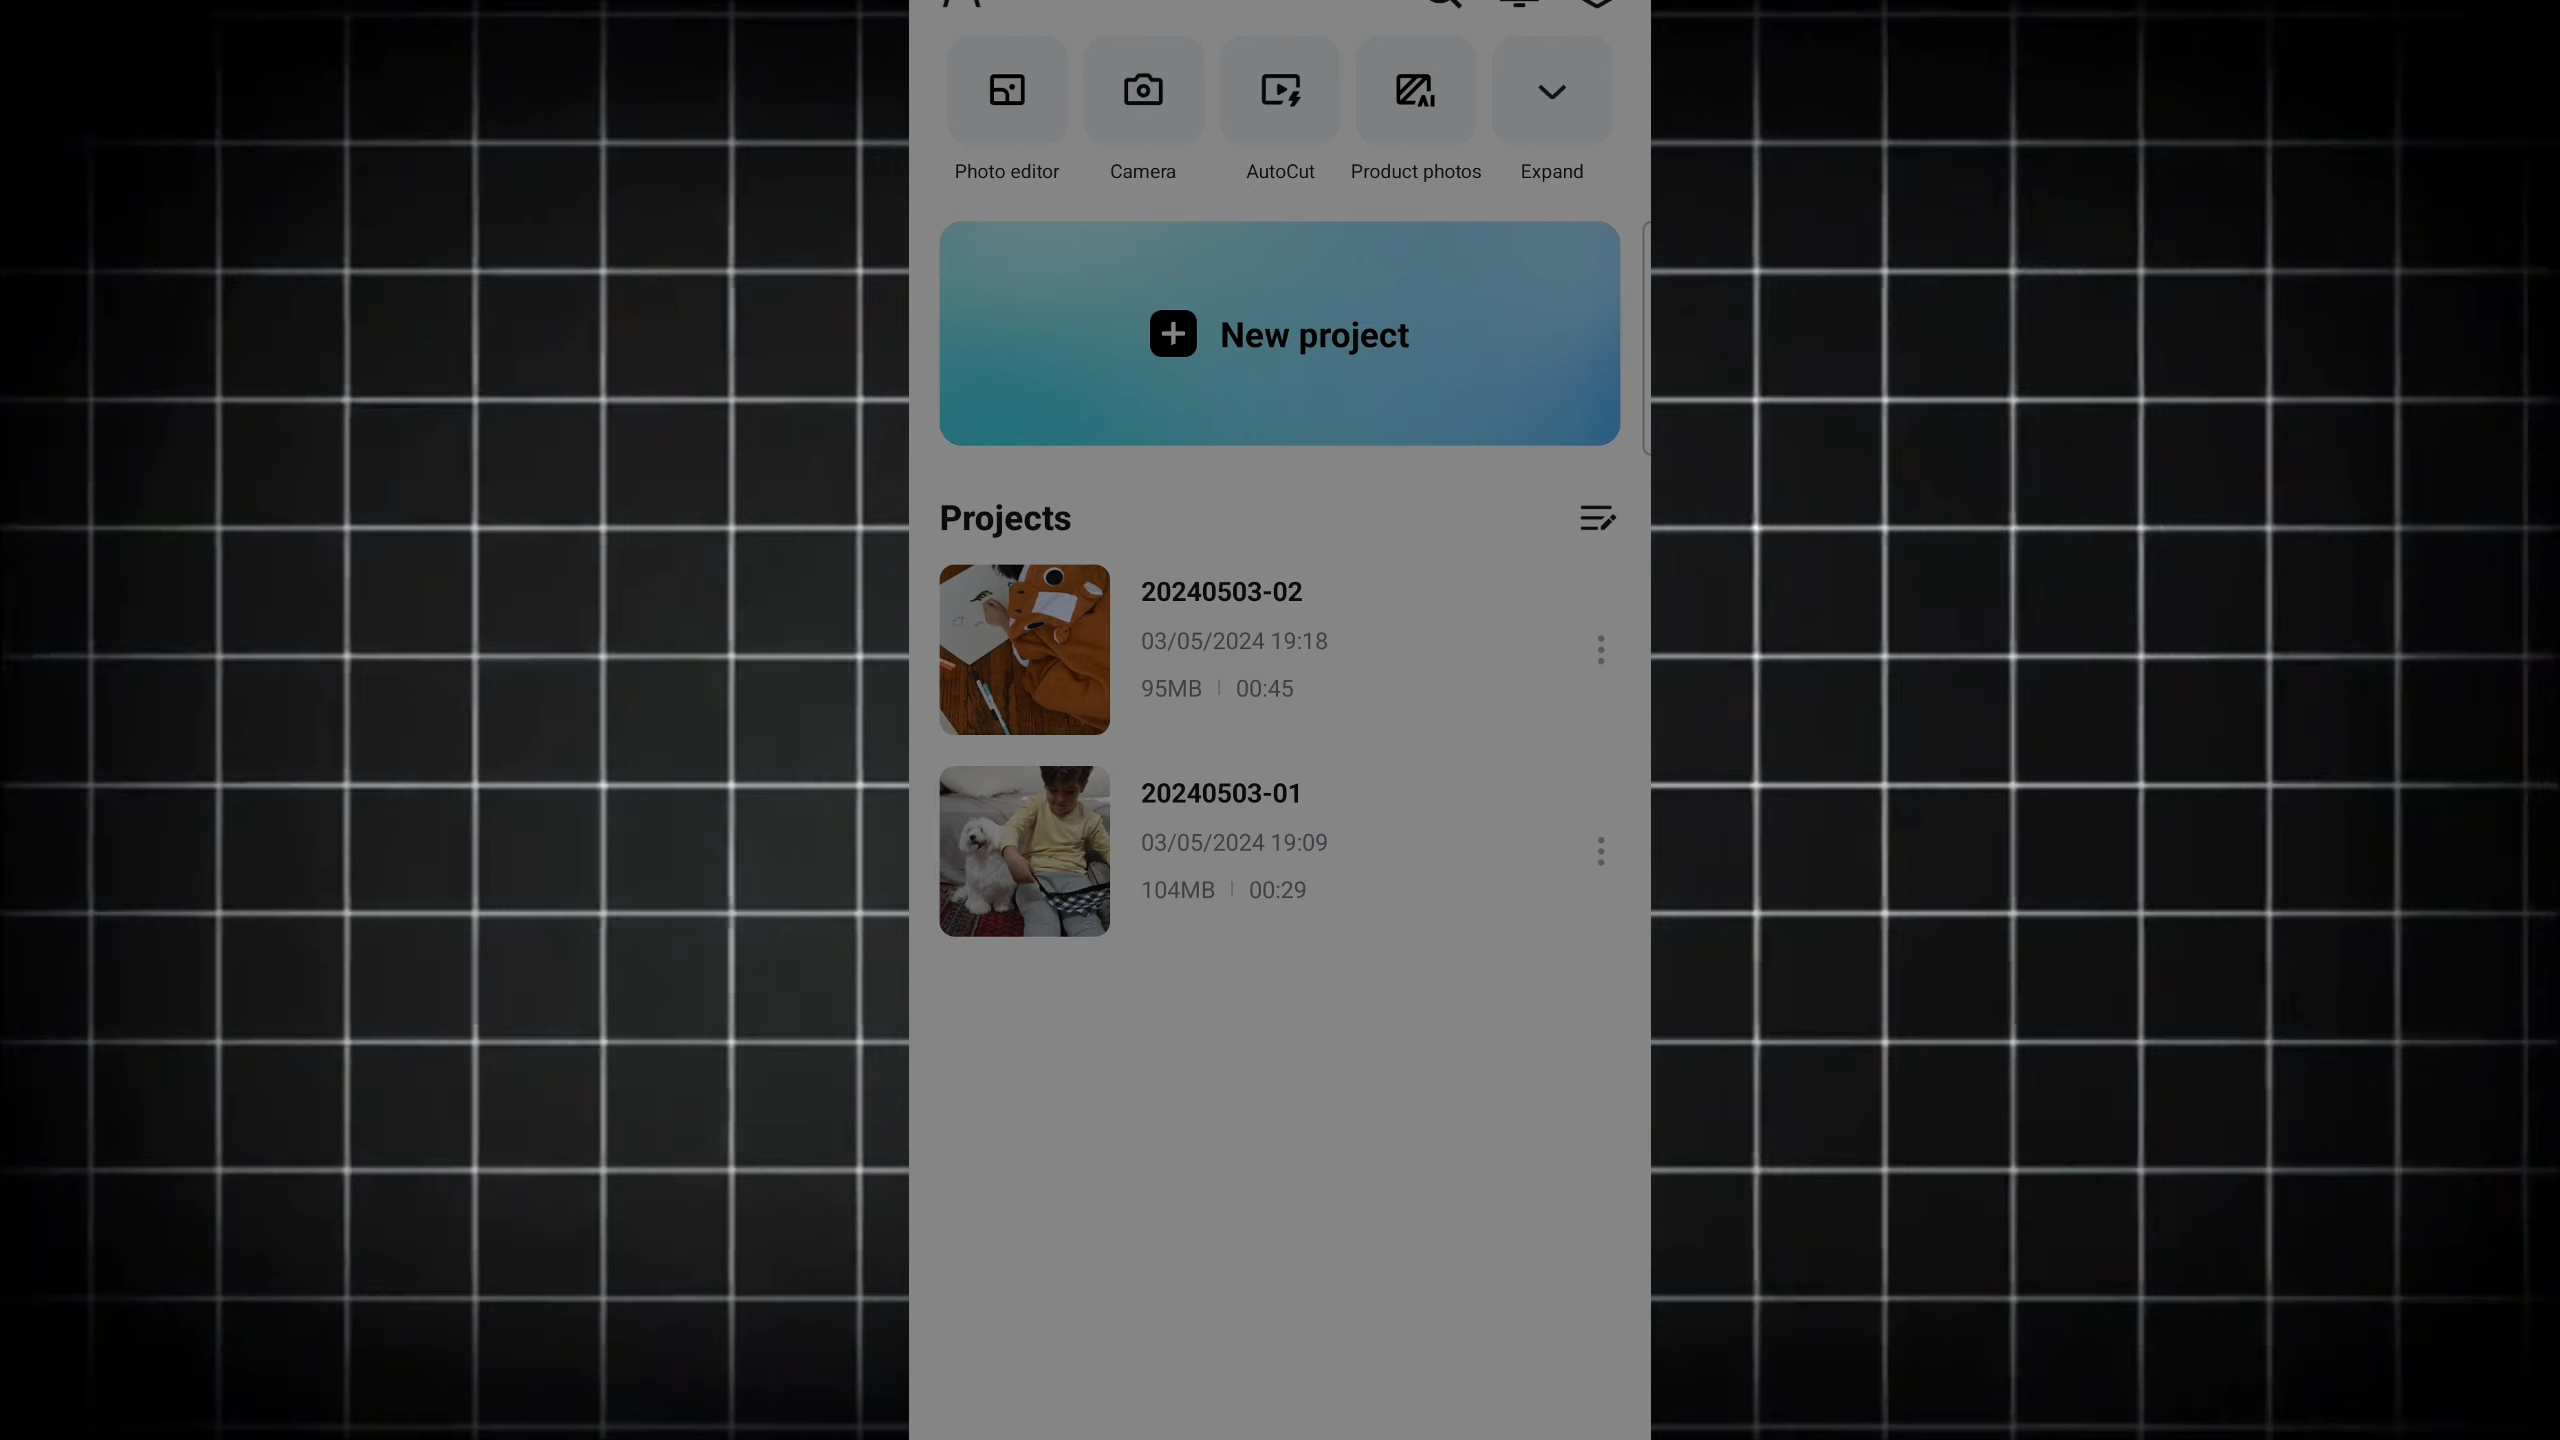 Photo editor
Camera
AutoCut
Product photos
Expand
New project
Projects
20240503-02
03/05/2024 19:18
95MB | 00:45
20240503-01
03/05/2024 19:09
104MB | 00:29